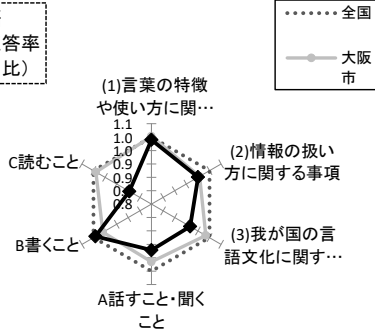 答率
比）
全国
大阪
市
(1)言葉の特徴
や使い方に関…
1.1
1.0
1.0
0.9
0.9
0.8
(2)情報の扱い
方に関する事項
(3)我が国の言
語文化に関す…
A話すこと・聞く
こと
B書くこと
C読むこと